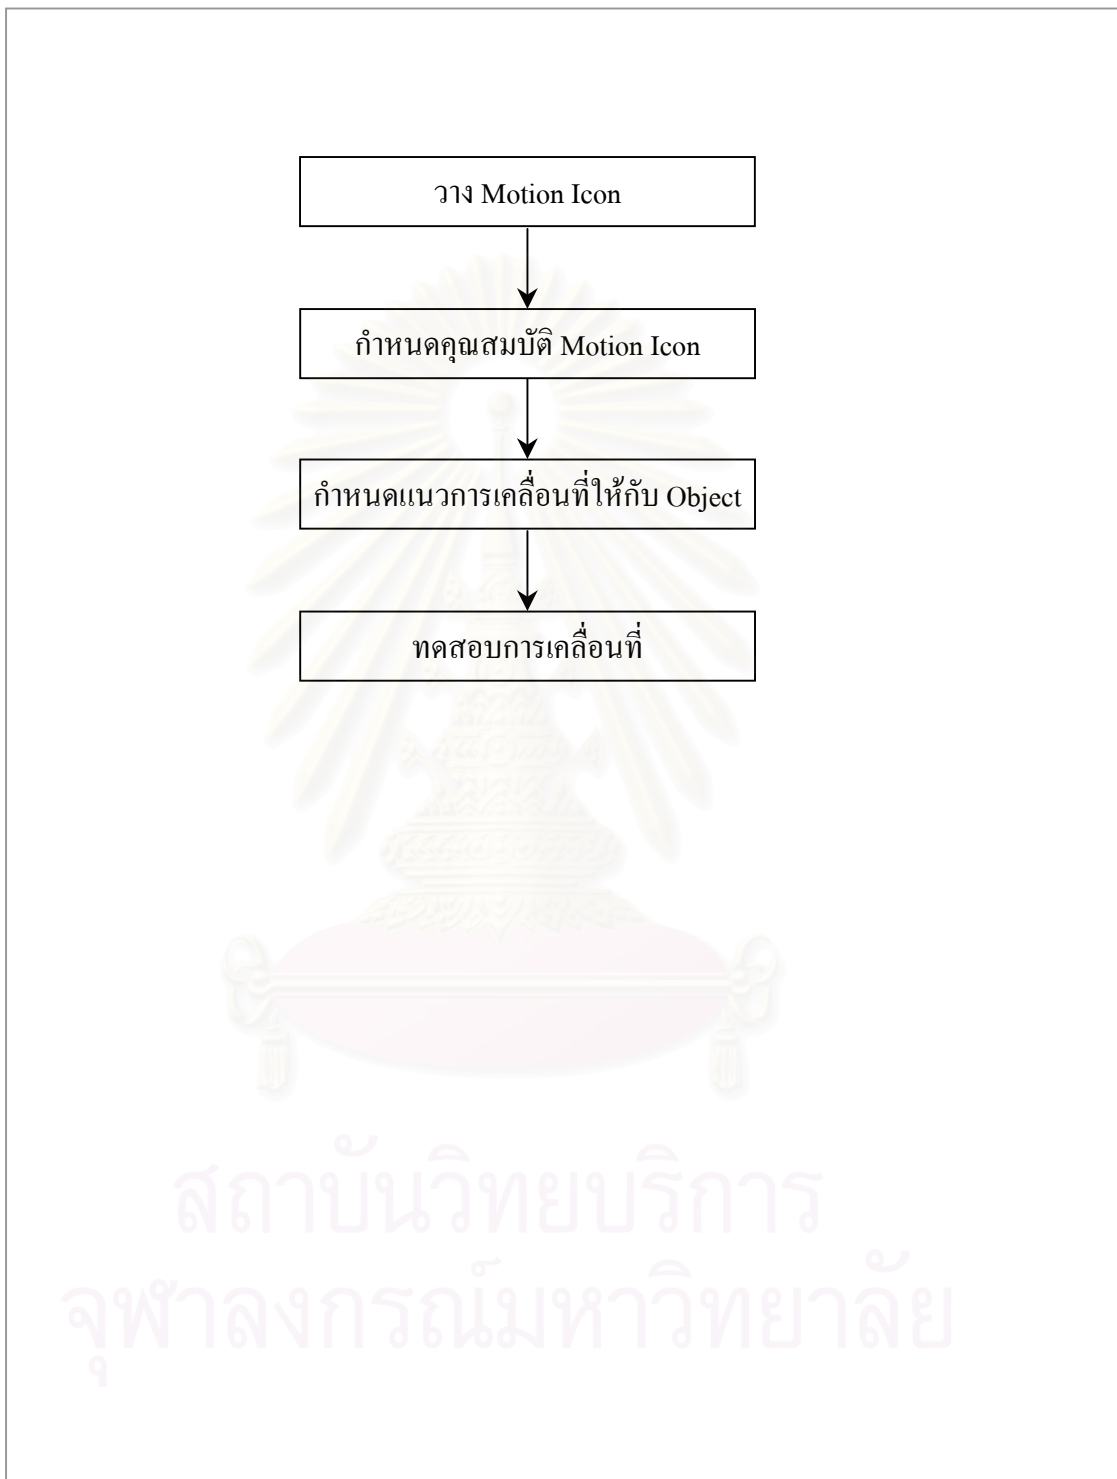 วาง Motion Icon
กำหนดคุณสมบัติ Motion Icon
กำหนดแนวการเคลื่อนที่ให้กับ Object
ทดสอบการเคลื่อนที่
สถาบันวิทยบริการ
จุฬาลงกรณ์มหาวิทยาลัย